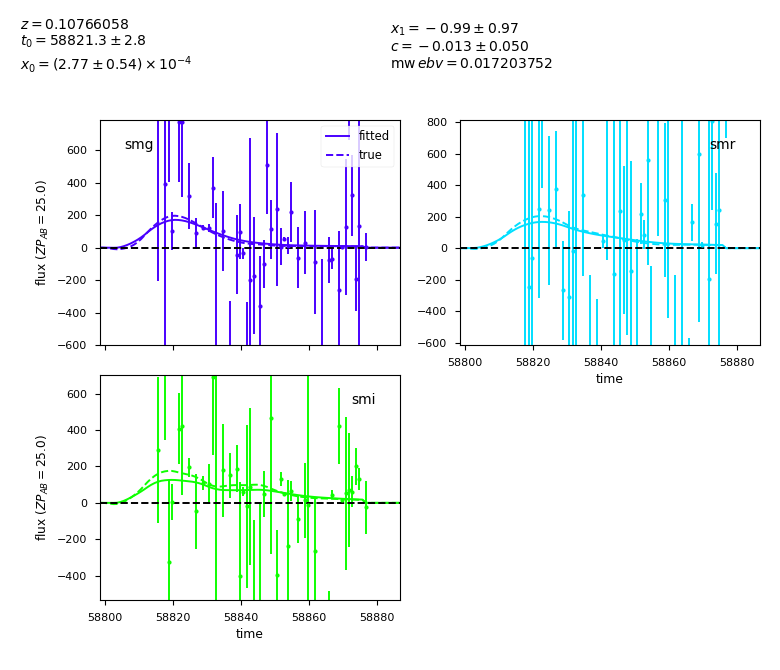 z = 0.10766058
t₀ = 58821.3 ± 2.8
x₀ = (2.77 ± 0.54) × 10⁻⁴
x₁ = −0.99 ± 0.97
c = −0.013 ± 0.050
mw ebv = 0.017203752
smg
fitted
true
600
400
200
0
−200
−400
−600
flux (ZP_AB = 25.0)
smr
800
600
400
200
0
−200
−400
−600
58800 58820 58840 58860 58880
time
smi
600
400
200
0
−200
−400
flux (ZP_AB = 25.0)
58800 58820 58840 58860 58880
time